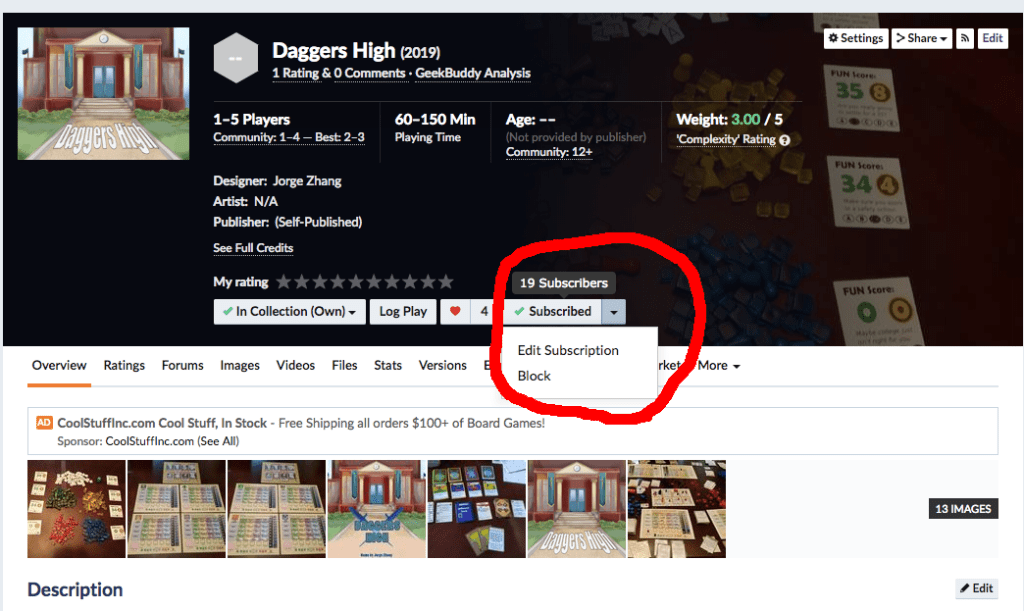 Daggers High (2019)
1 Rating & 0 Comments · GeekBuddy Analysis
--
Settings
Share
Edit
Daggers High
1–5 Players
Community: 1–4 — Best: 2–3
60–150 Min
Playing Time
Age: --
(Not provided by publisher)
Community: 12+
Weight: 3.00 / 5
'Complexity' Rating
Designer: Jorge Zhang
Artist: N/A
Publisher: (Self-Published)
See Full Credits
FUN Score:
35
8
FUN Score:
34
4
FUN Score:
0
0
My rating
19 Subscribers
In Collection (Own)
Log Play
4
Subscribed
Edit Subscription
Block
Overview Ratings Forums Images Videos Files Stats Versions
More
AD CoolStuffInc.com Cool Stuff, In Stock - Free Shipping all orders $100+ of Board Games!
Sponsor: CoolStuffInc.com (See All)
Daggers High
Daggers High
13 IMAGES
Description
Edit